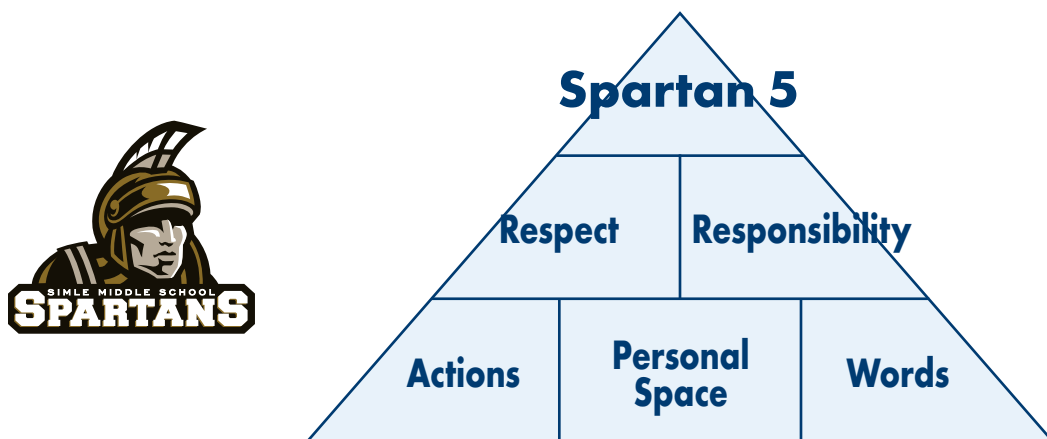 Spartan 5
SIMLE MIDDLE SCHOOL
SPARTANS
Respect
Responsibility
Actions
Personal
Space
Words